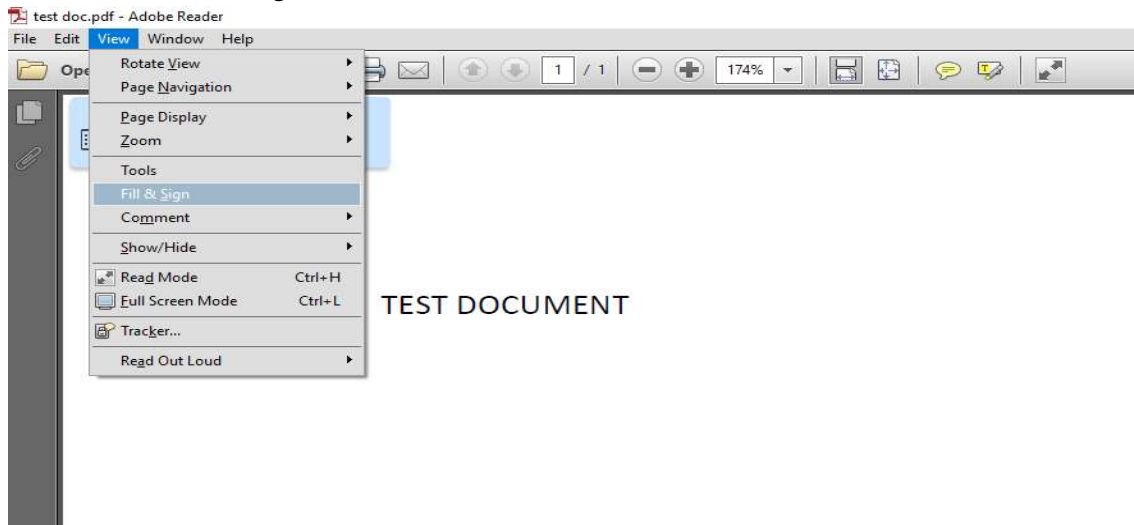 test doc.pdf - Adobe Reader
File Edit View Window Help
Ope 1 / 1 174%
Rotate View
Page Navigation
Page Display
Zoom
Tools
Fill & Sign
Comment
Show/Hide
Read Mode Ctrl+H
Full Screen Mode Ctrl+L
TEST DOCUMENT
Tracker...
Read Out Loud